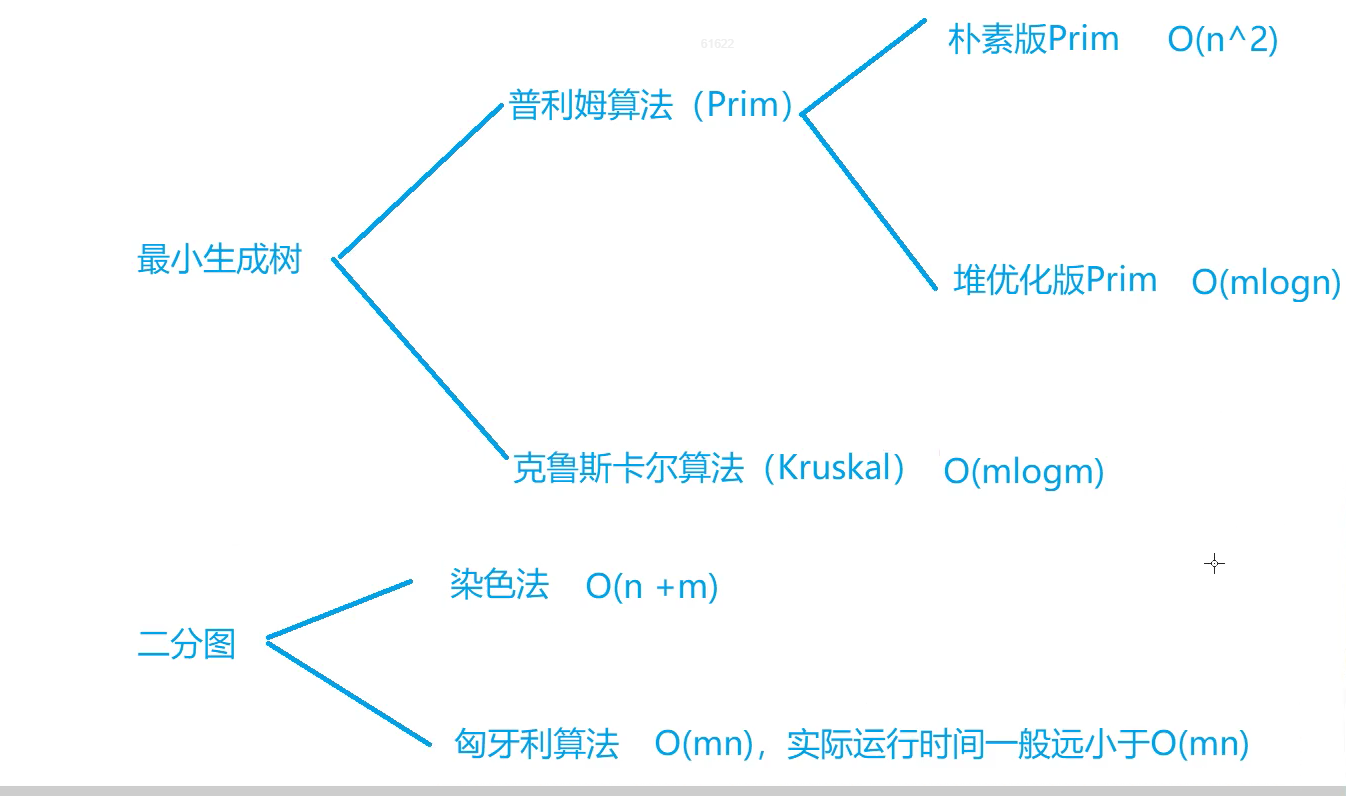 61622
朴素版Prim O(n^2)
普利姆算法（Prim）
最小生成树
堆优化版Prim O(mlogn)
克鲁斯卡尔算法（Kruskal） O(mlogm)
染色法 O(n +m)
二分图
匈牙利算法 O(mn)，实际运行时间一般远小于O(mn)